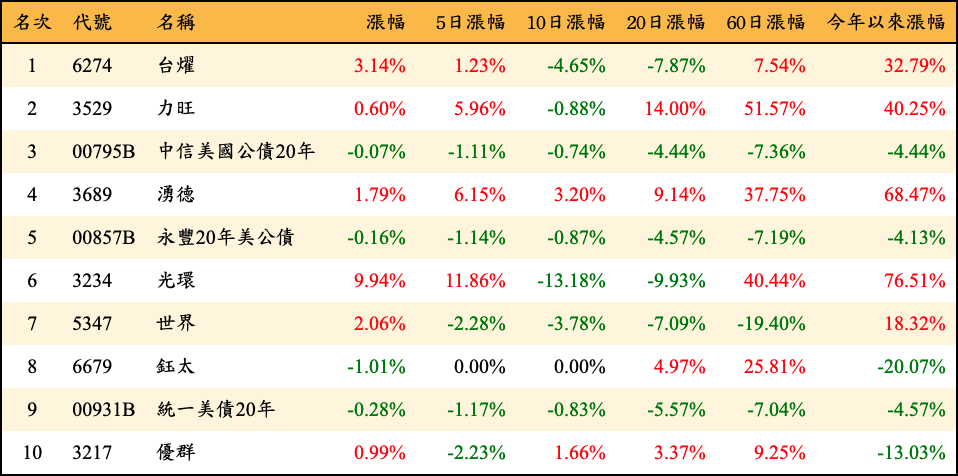 名次 代號 名稱 漲幅 5日漲幅 10日漲幅 20日漲幅 60日漲幅 今年以來漲幅
1 6274 台燿 3.14% 1.23% -4.65% -7.87% 7.54% 32.79%
2 3529 力旺 0.60% 5.96% -0.88% 14.00% 51.57% 40.25%
3 00795B 中信美國公債20年 -0.07% -1.11% -0.74% -4.44% -7.36% -4.44%
4 3689 湧德 1.79% 6.15% 3.20% 9.14% 37.75% 68.47%
5 00857B 永豐20年美公債 -0.16% -1.14% -0.87% -4.57% -7.19% -4.13%
6 3234 光環 9.94% 11.86% -13.18% -9.93% 40.44% 76.51%
7 5347 世界 2.06% -2.28% -3.78% -7.09% -19.40% 18.32%
8 6679 鈺太 -1.01% 0.00% 0.00% 4.97% 25.81% -20.07%
9 00931B 統一美債20年 -0.28% -1.17% -0.83% -5.57% -7.04% -4.57%
10 3217 優群 0.99% -2.23% 1.66% 3.37% 9.25% -13.03%